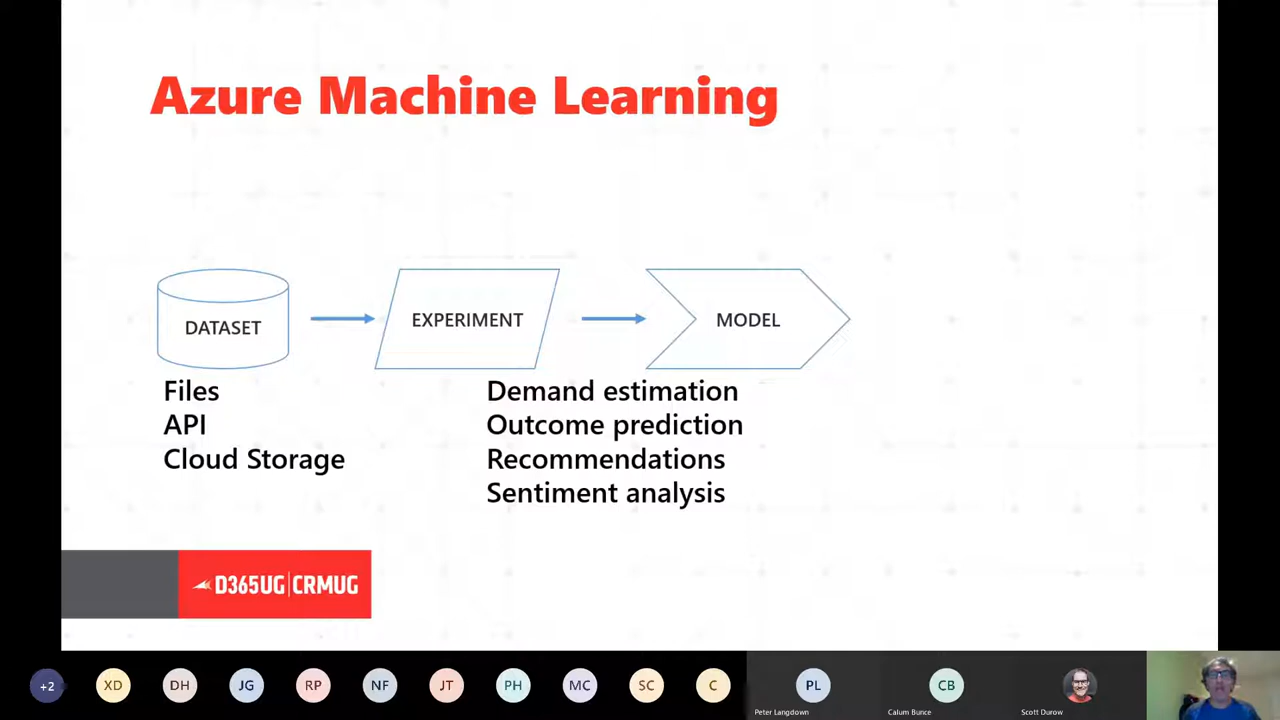 Azure Machine Learning
DATASET
EXPERIMENT
MODEL
Files
API
Cloud Storage
Demand estimation
Outcome prediction
Recommendations
Sentiment analysis
D365UG|CRMUG
+2
XD
DH
JG
RP
NF
JT
PH
MC
SC
C
PL
CB
Peter Langdown
Calum Bunce
Scott Durow